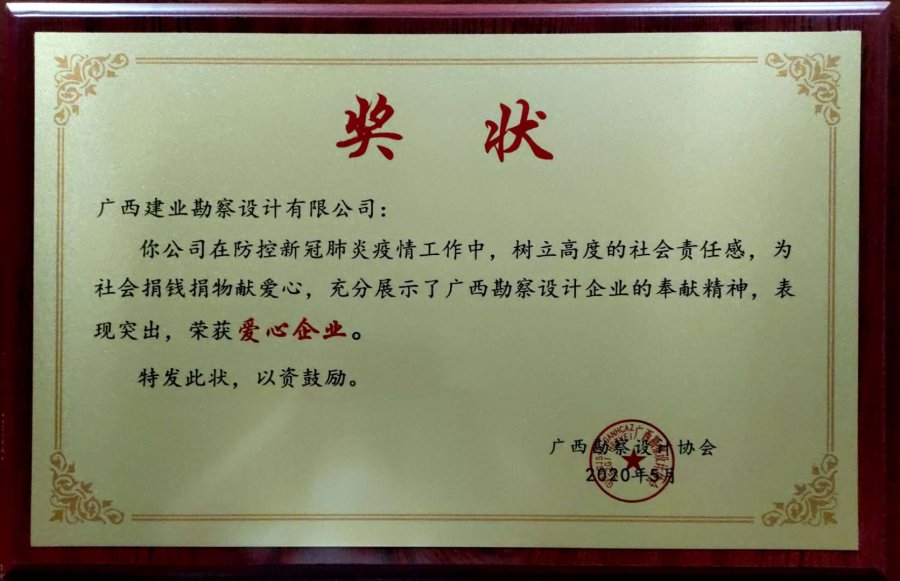 奖 状
广西建业勘察设计有限公司：
你公司在防控新冠肺炎疫情工作中，树立高度的社会责任感，为
社会捐钱捐物献爱心，充分展示了广西勘察设计企业的奉献精神，表
现突出，荣获爱心企业。
特发此状，以资鼓励。
广西勘察设计协会
2020年5月